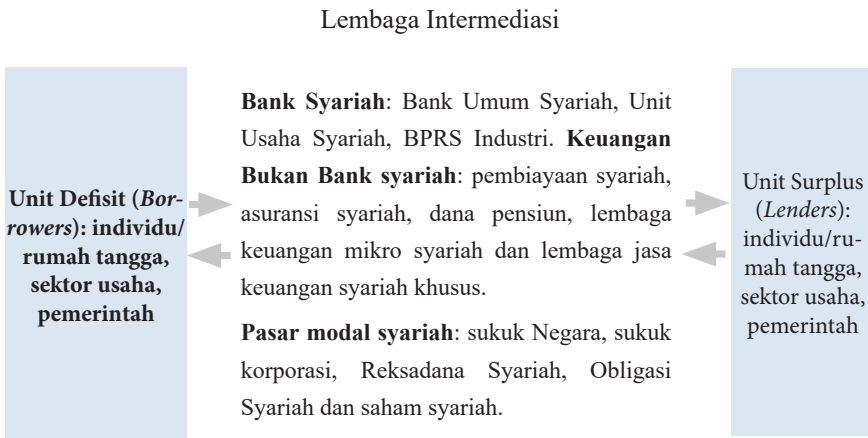 Lembaga Intermediasi
Unit Defisit (Bor-
rowers): individu/
rumah tangga,
sektor usaha,
pemerintah
Bank Syariah: Bank Umum Syariah, Unit
Usaha Syariah, BPRS Industri. Keuangan
Bukan Bank syariah: pembiayaan syariah,
asuransi syariah, dana pensiun, lembaga
keuangan mikro syariah dan lembaga jasa
keuangan syariah khusus.
Pasar modal syariah: sukuk Negara, sukuk
korporasi, Reksadana Syariah, Obligasi
Syariah dan saham syariah.
Unit Surplus
(Lenders):
individu/ru-
mah tangga,
sektor usaha,
pemerintah